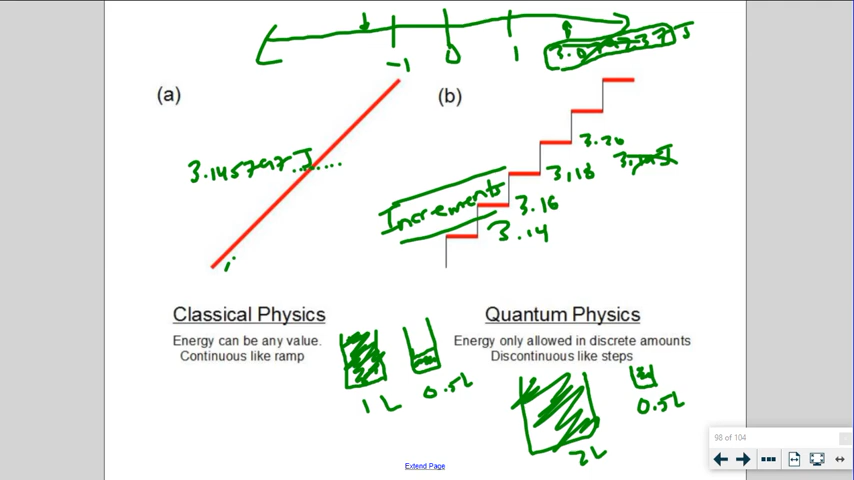 -1 0 1
(a)
(b)
3.145797J......
3.20
3.18
Increments
3.16
3.14
Classical Physics
Energy can be any value.
Continuous like ramp
Quantum Physics
Energy only allowed in discrete amounts
Discontinuous like steps
1L
0.5L
2L
0.5L
98 of 104
Extend Page